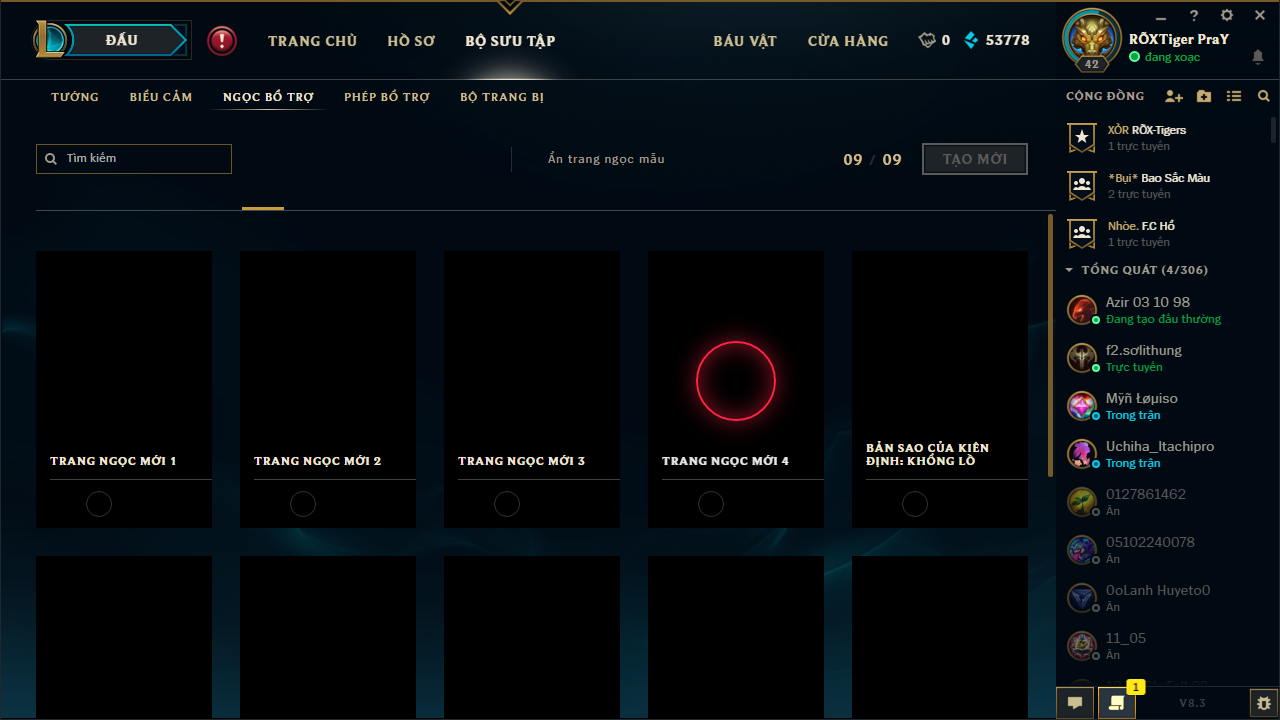 ĐẤU
TRANG CHỦ
HỒ SƠ
BỘ SƯU TẬP
BÁU VẬT
CỬA HÀNG
0
53778
42
RÕXTiger PraY
đang xoạc
TƯỚNG
BIỂU CẢM
NGỌC BỔ TRỢ
PHÉP BỔ TRỢ
BỘ TRANG BỊ
CỘNG ĐỒNG
Tìm kiếm
Ẩn trang ngọc mẫu
09 / 09
TẠO MỚI
XỎR RÕX-Tigers
1 trực tuyến
*Bụi* Bao Sắc Màu
2 trực tuyến
Nhòe. F.C Hổ
1 trực tuyến
TỔNG QUÁT (4/306)
Azir 03 10 98
Đang tạo đấu thường
f2.sơlithung
Trực tuyến
Mÿñ Łøµiso
Trong trận
Uchiha_Itachipro
Trong trận
0127861462
Ẩn
05102240078
Ẩn
0oLanh Huyeto0
Ẩn
11_05
Ẩn
TRANG NGỌC MỚI 1
TRANG NGỌC MỚI 2
TRANG NGỌC MỚI 3
TRANG NGỌC MỚI 4
BẢN SAO CỦA KIÊN
ĐỊNH: KHỔNG LỒ
1
V8.3